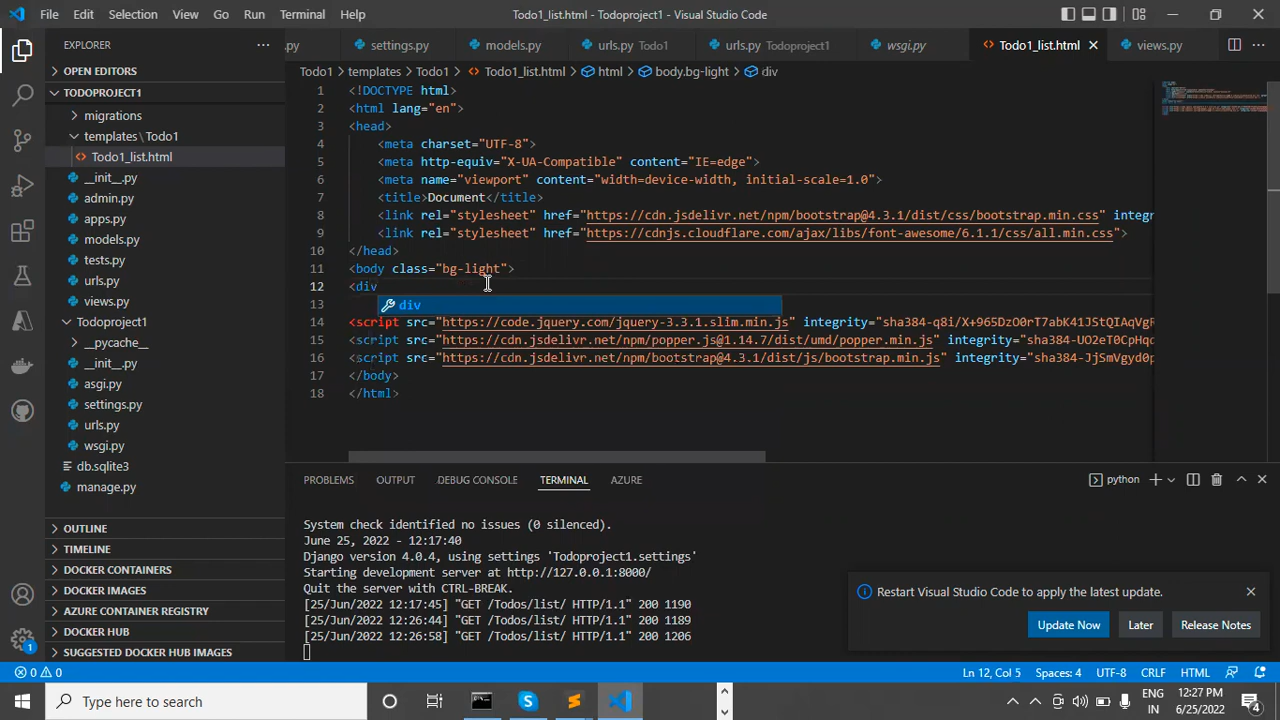 File Edit Selection View Go Run Terminal Help
Todo1_list.html - Todoproject1 - Visual Studio Code
EXPLORER
.py settings.py models.py urls.py Todo1 urls.py Todoproject1 wsgi.py Todo1_list.html views.py
OPEN EDITORS
TODOPROJECT1
migrations
templates \ Todo1
Todo1_list.html
__init__.py
admin.py
apps.py
models.py
tests.py
urls.py
views.py
Todoproject1
__pycache__
__init__.py
asgi.py
settings.py
urls.py
wsgi.py
db.sqlite3
manage.py
OUTLINE
TIMELINE
DOCKER CONTAINERS
DOCKER IMAGES
AZURE CONTAINER REGISTRY
DOCKER HUB
SUGGESTED DOCKER HUB IMAGES
Todo1 > templates > Todo1 > Todo1_list.html > html > body.bg-light > div
1 <!DOCTYPE html>
2 <html lang="en">
3 <head>
4 <meta charset="UTF-8">
5 <meta http-equiv="X-UA-Compatible" content="IE=edge">
6 <meta name="viewport" content="width=device-width, initial-scale=1.0">
7 <title>Document</title>
8 <link rel="stylesheet" href="https://cdn.jsdelivr.net/npm/bootstrap@4.3.1/dist/css/bootstrap.min.css" integr
9 <link rel="stylesheet" href="https://cdnjs.cloudflare.com/ajax/libs/font-awesome/6.1.1/css/all.min.css">
10 </head>
11 <body class="bg-light">
12 <div
div
13
14 <script src="https://code.jquery.com/jquery-3.3.1.slim.min.js" integrity="sha384-q8i/X+965DzO0rT7abK41JStQIAqVgR
15 <script src="https://cdn.jsdelivr.net/npm/popper.js@1.14.7/dist/umd/popper.min.js" integrity="sha384-UO2eT0CpHqd
16 <script src="https://cdn.jsdelivr.net/npm/bootstrap@4.3.1/dist/js/bootstrap.min.js" integrity="sha384-JjSmVgyd0p
17 </body>
18 </html>
PROBLEMS OUTPUT DEBUG CONSOLE TERMINAL AZURE
python
System check identified no issues (0 silenced).
June 25, 2022 - 12:17:40
Django version 4.0.4, using settings 'Todoproject1.settings'
Starting development server at http://127.0.0.1:8000/
Quit the server with CTRL-BREAK.
[25/Jun/2022 12:17:45] "GET /Todos/list/ HTTP/1.1" 200 1190
[25/Jun/2022 12:26:44] "GET /Todos/list/ HTTP/1.1" 200 1189
[25/Jun/2022 12:26:58] "GET /Todos/list/ HTTP/1.1" 200 1206
Restart Visual Studio Code to apply the latest update.
Update Now Later Release Notes
1
0 0
Ln 12, Col 5 Spaces: 4 UTF-8 CRLF HTML
Type here to search
ENG
IN
12:27 PM
6/25/2022
4